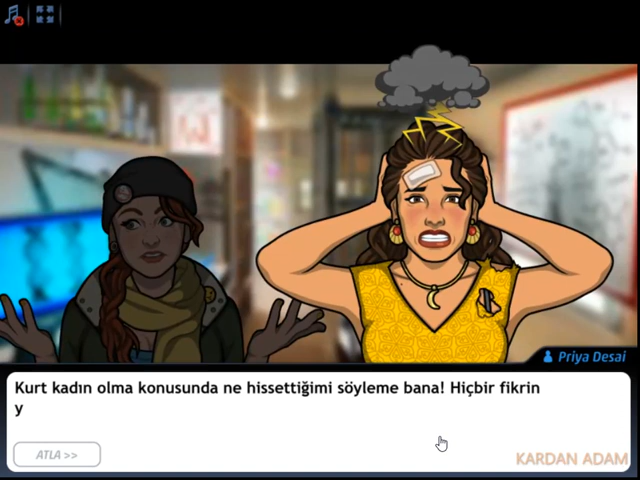 Priya Desai
Kurt kadın olma konusunda ne hissettiğimi söyleme bana! Hiçbir fikrin
y
ATLA >>
KARDAN ADAM